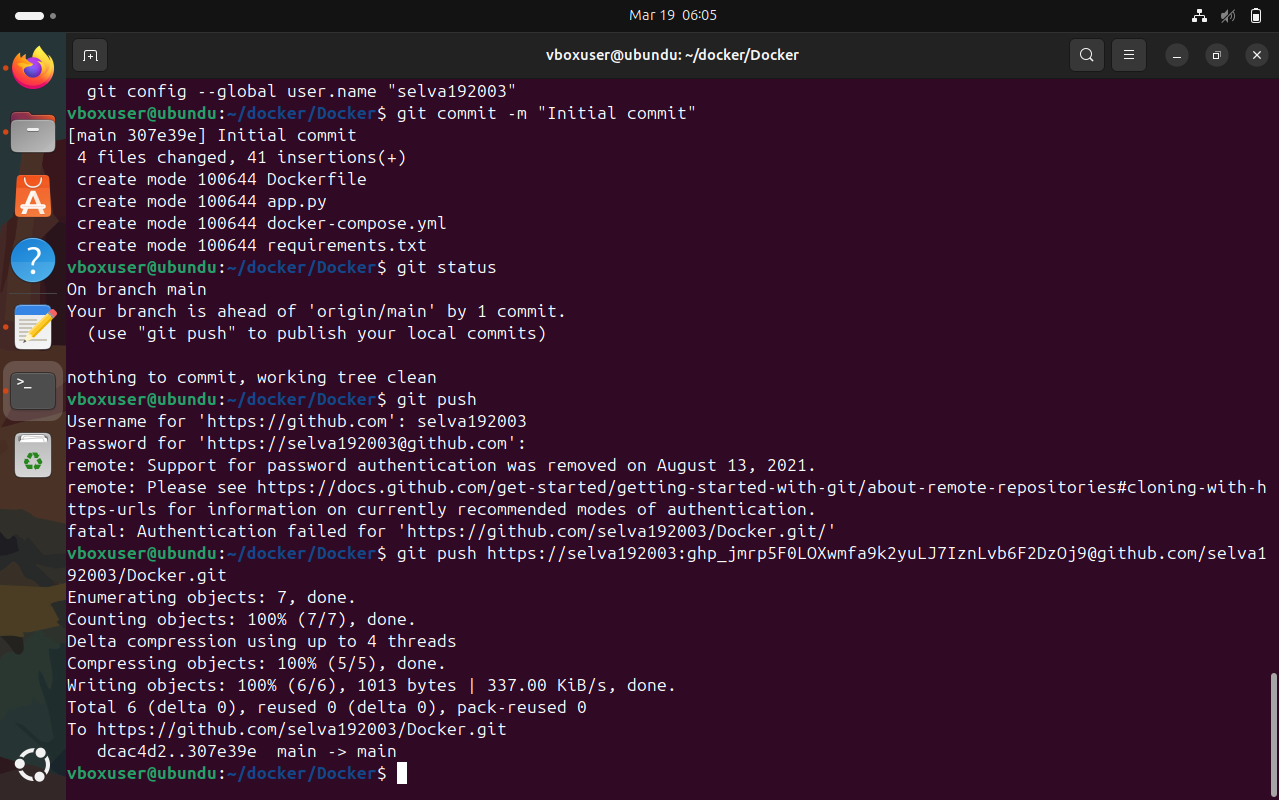 Mar 19 06:05
vboxuser@ubundu: ~/docker/Docker
git config --global user.name "selva192003"
vboxuser@ubundu:~/docker/Docker$ git commit -m "Initial commit"
[main 307e39e] Initial commit
4 files changed, 41 insertions(+)
create mode 100644 Dockerfile
create mode 100644 app.py
create mode 100644 docker-compose.yml
create mode 100644 requirements.txt
vboxuser@ubundu:~/docker/Docker$ git status
On branch main
Your branch is ahead of 'origin/main' by 1 commit.
(use "git push" to publish your local commits)
nothing to commit, working tree clean
vboxuser@ubundu:~/docker/Docker$ git push
Username for 'https://github.com': selva192003
Password for 'https://selva192003@github.com':
remote: Support for password authentication was removed on August 13, 2021.
remote: Please see https://docs.github.com/get-started/getting-started-with-git/about-remote-repositories#cloning-with-h
ttps-urls for information on currently recommended modes of authentication.
fatal: Authentication failed for 'https://github.com/selva192003/Docker.git/'
vboxuser@ubundu:~/docker/Docker$ git push https://selva192003: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@github.com/selva1
92003/Docker.git
Enumerating objects: 7, done.
Counting objects: 100% (7/7), done.
Delta compression using up to 4 threads
Compressing objects: 100% (5/5), done.
Writing objects: 100% (6/6), 1013 bytes | 337.00 KiB/s, done.
Total 6 (delta 0), reused 0 (delta 0), pack-reused 0
To https://github.com/selva192003/Docker.git
dcac4d2..307e39e  main -> main
vboxuser@ubundu:~/docker/Docker$